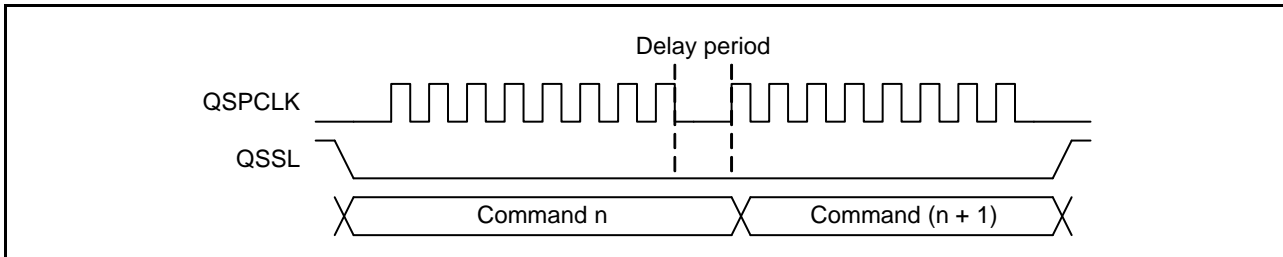 Delay period
QSPCLK
QSSL
Command n
Command (n + 1)